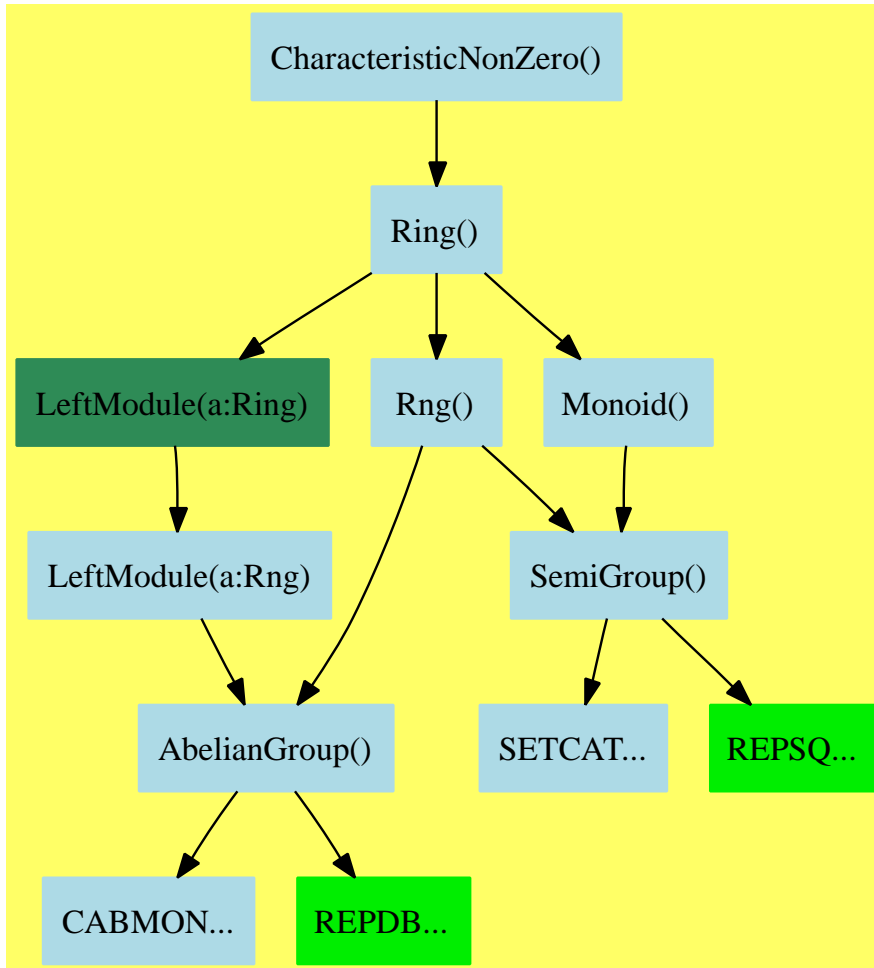 CharacteristicNonZero()
Ring()
LeftModule(a:Ring)
Rng()
Monoid()
LeftModule(a:Rng)
SemiGroup()
AbelianGroup()
SETCAT...
REPSQ...
CABMON...
REPDB...